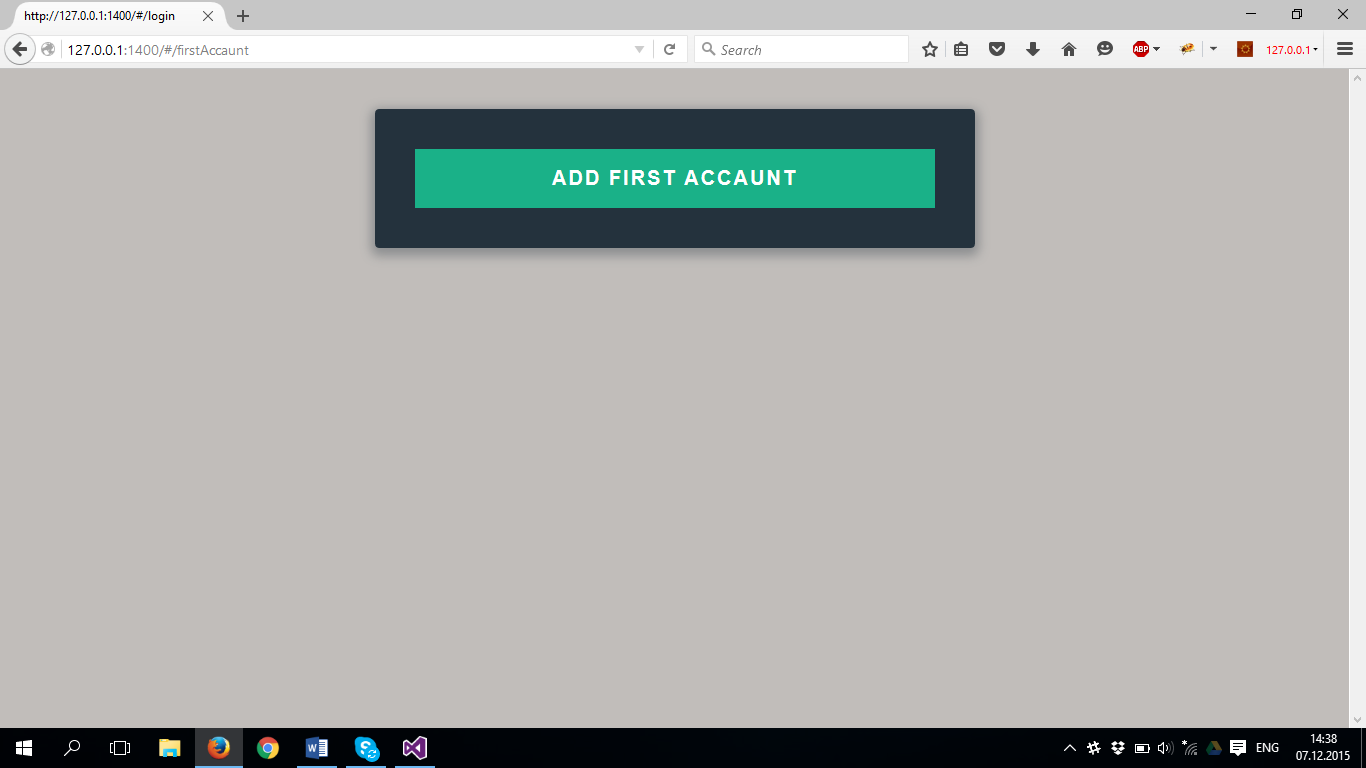 http://127.0.0.1:1400/#/login
127.0.0.1:1400/#/firstAccaunt
Search
ABP
127.0.0.1
ADD FIRST ACCAUNT
W
S
ENG
14:38
07.12.2015